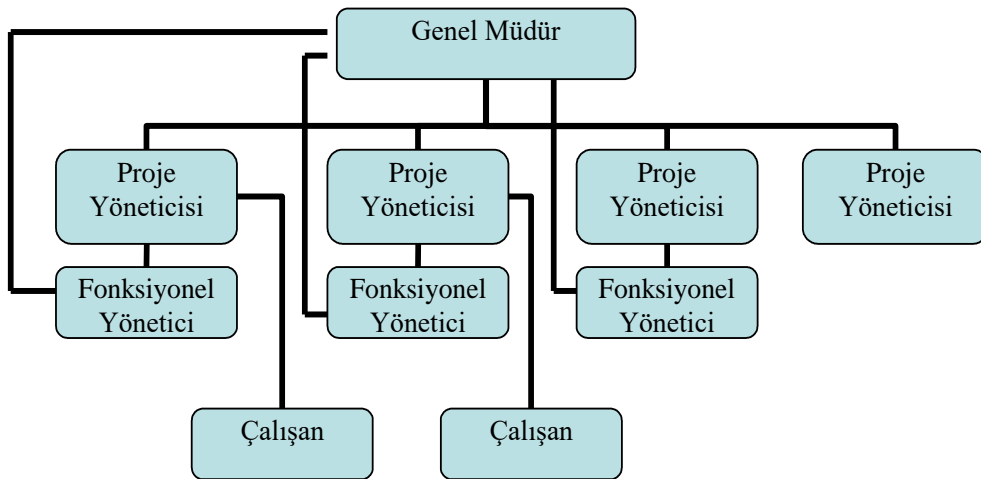 Genel Müdür
Proje
Yöneticisi
Proje
Yöneticisi
Proje
Yöneticisi
Proje
Yöneticisi
Fonksiyonel
Yönetici
Fonksiyonel
Yönetici
Fonksiyonel
Yönetici
Çalışan
Çalışan